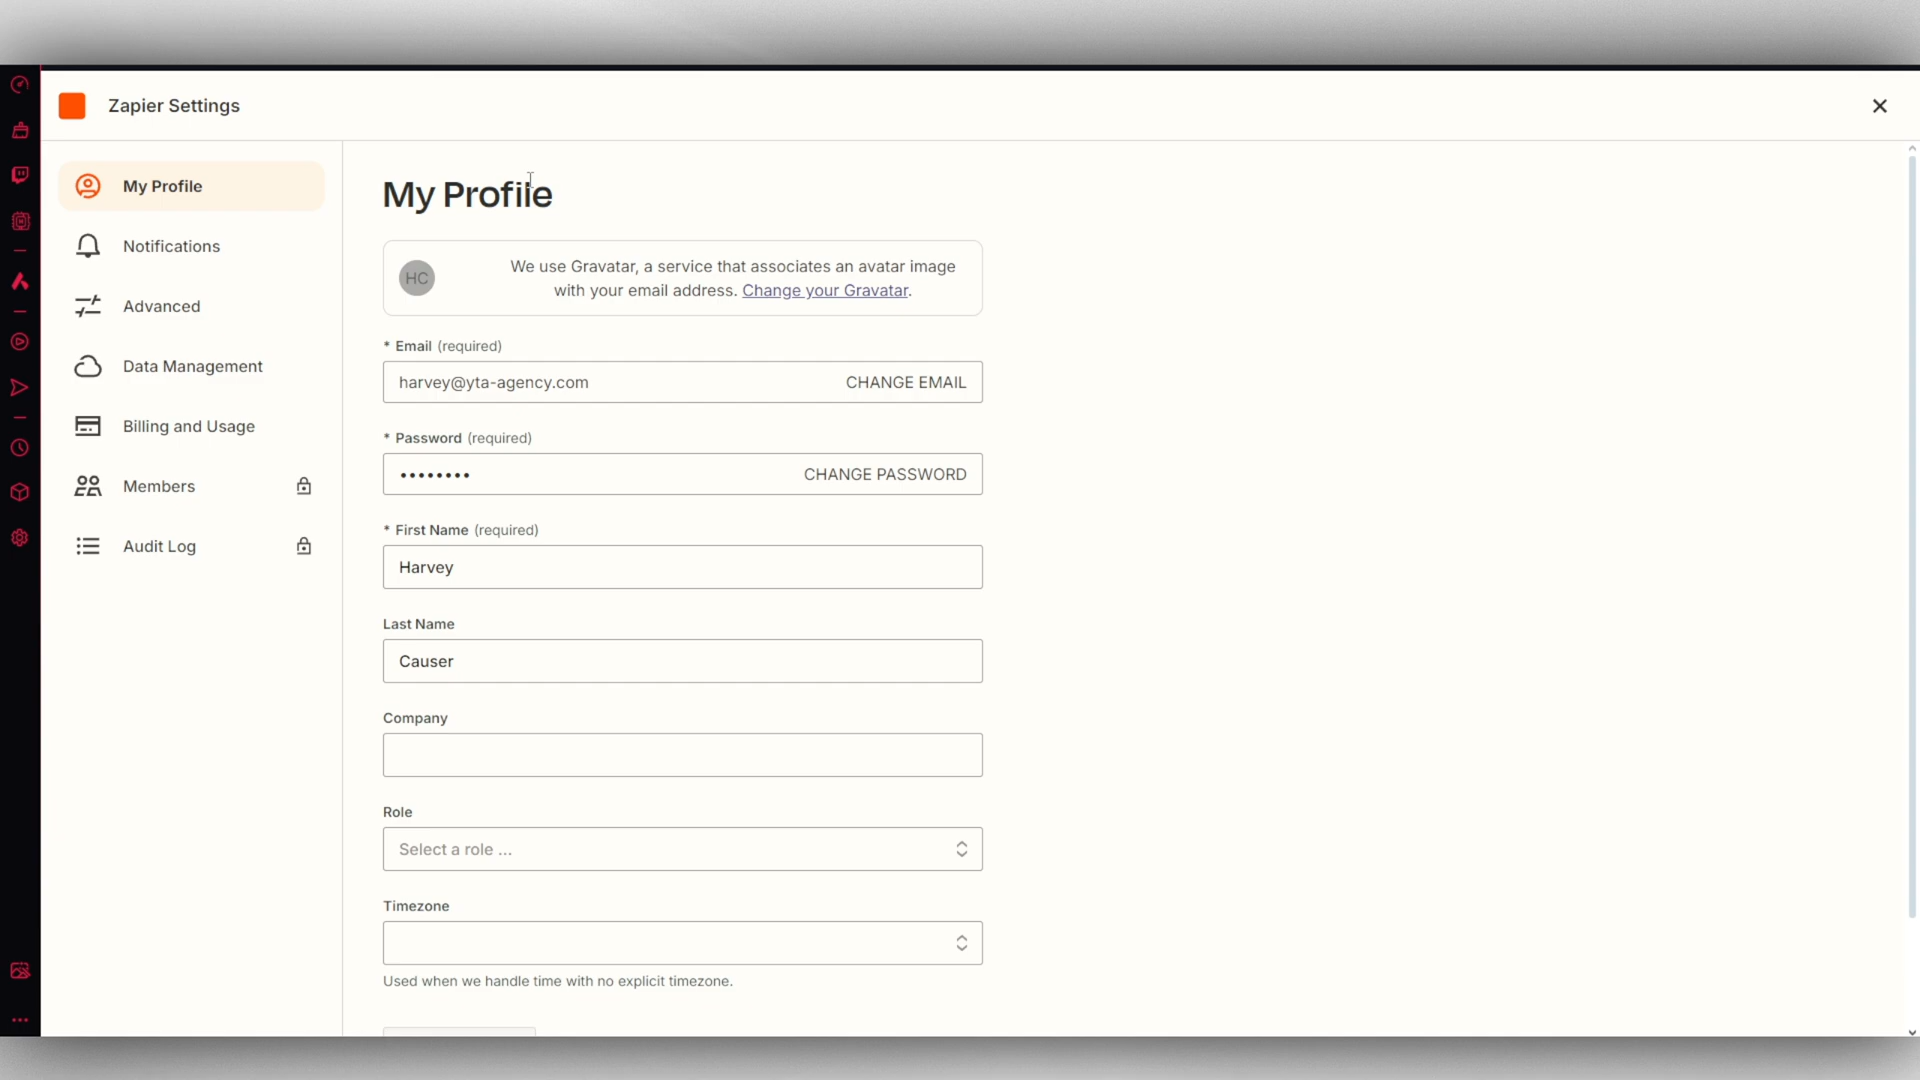 Zapier Settings
My Profile
Notifications
Advanced
Data Management
Billing and Usage
Members
Audit Log
My Profile
HC
We use Gravatar, a service that associates an avatar image
with your email address. Change your Gravatar.
* Email (required)
harvey@yta-agency.com CHANGE EMAIL
* Password (required)
•••••••• CHANGE PASSWORD
* First Name (required)
Harvey
Last Name
Causer
Company
Role
Select a role ...
Timezone
Used when we handle time with no explicit timezone.